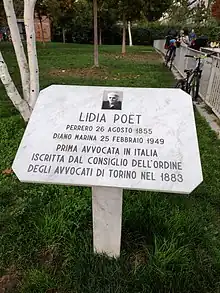 LIDIA POËT
PERRERO 26 AGOSTO 1855
DIANO MARINA 25 FEBBRAIO 1949
PRIMA AVVOCATA IN ITALIA
ISCRITTA DAL CONSIGLIO DELL'ORDINE
DEGLI AVVOCATI DI TORINO NEL 1883